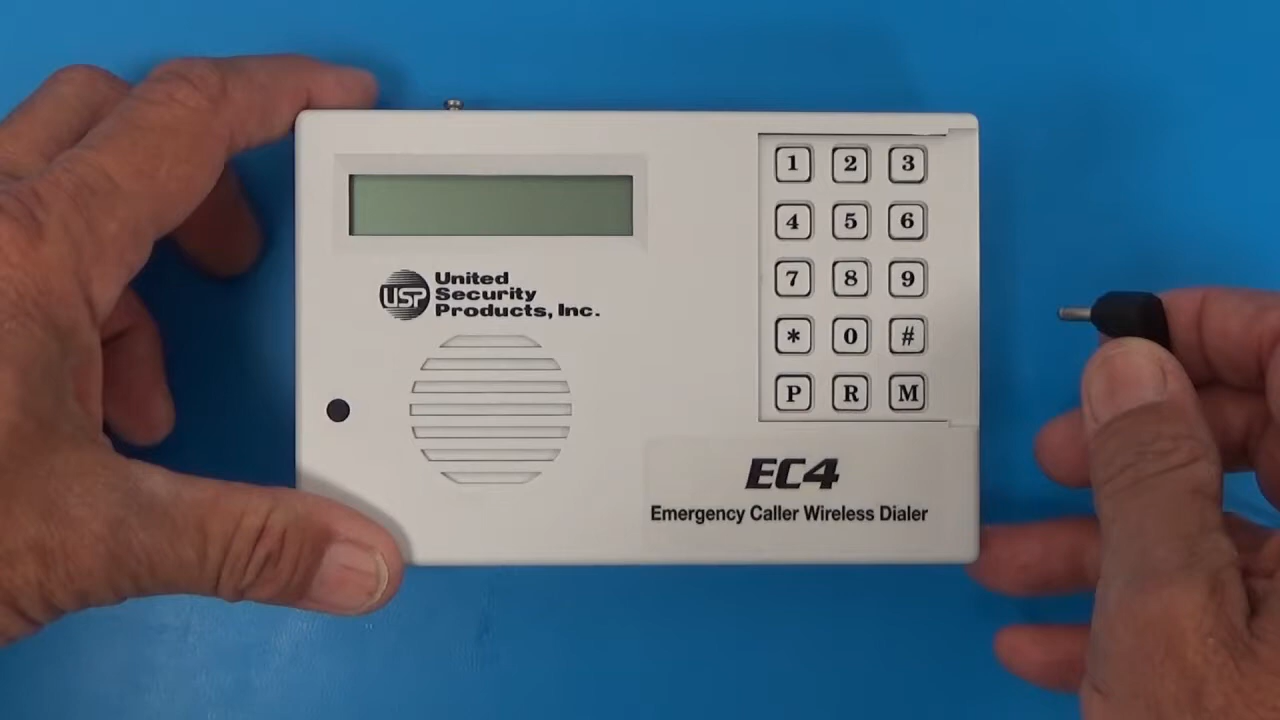 1 2 3
4 5 6
7 8 9
* 0 #
P R M
USP
United
Security
Products, Inc.
EC4
Emergency Caller Wireless Dialer